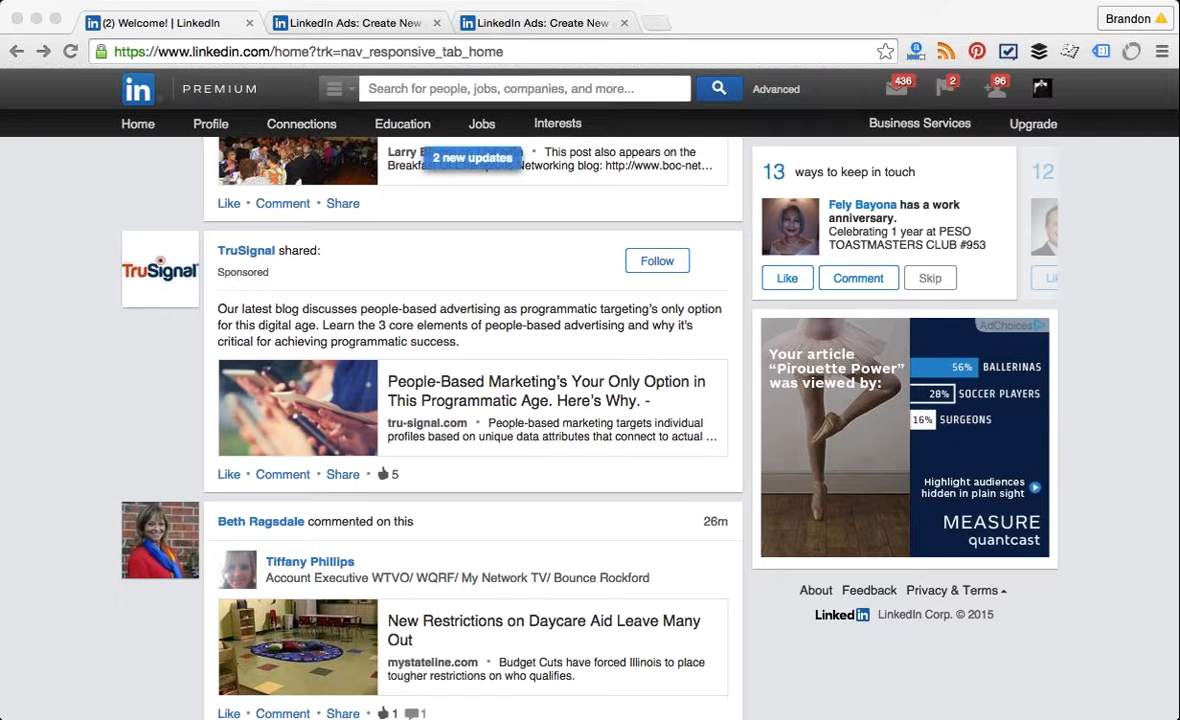 (2) Welcome! | LinkedIn
LinkedIn Ads: Create New
LinkedIn Ads: Create New
Brandon
https://www.linkedin.com/home?trk=nav_responsive_tab_home
in
PREMIUM
Search for people, jobs, companies, and more...
Advanced
436
2
96
Home
Profile
Connections
Education
Jobs
Interests
Business Services
Upgrade
2 new updates
Larry
This post also appears on the
Breakfast Of Champions Networking blog: http://www.boc-net...
Like • Comment • Share
TruSignal
TruSignal shared:
Sponsored
Follow
Our latest blog discusses people-based advertising as programmatic targeting's only option
for this digital age. Learn the 3 core elements of people-based advertising and why it's
critical for achieving programmatic success.
People-Based Marketing's Your Only Option in
This Programmatic Age. Here's Why. -
tru-signal.com • People-based marketing targets individual
profiles based on unique data attributes that connect to actual ...
Like • Comment • Share • 5
Beth Ragsdale commented on this
26m
Tiffany Phillips
Account Executive WTVO/ WQRF/ My Network TV/ Bounce Rockford
New Restrictions on Daycare Aid Leave Many
Out
mystateline.com • Budget Cuts have forced Illinois to place
tougher restrictions on who qualifies.
Like • Comment • Share • 1 1
13 ways to keep in touch
12
Fely Bayona has a work
anniversary.
Celebrating 1 year at PESO
TOASTMASTERS CLUB #953
Like
Comment
Skip
AdChoices
Your article
"Pirouette Power"
was viewed by:
56% BALLERINAS
28% SOCCER PLAYERS
16% SURGEONS
Highlight audiences
hidden in plain sight
MEASURE
quantcast
About
Feedback
Privacy & Terms
LinkedIn
LinkedIn Corp. © 2015